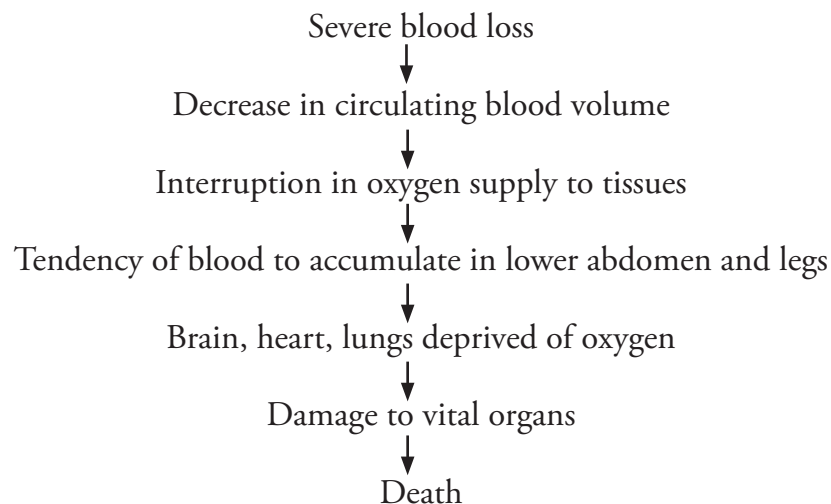 Severe blood loss
Decrease in circulating blood volume
Interruption in oxygen supply to tissues
Tendency of blood to accumulate in lower abdomen and legs
Brain, heart, lungs deprived of oxygen
Damage to vital organs
Death